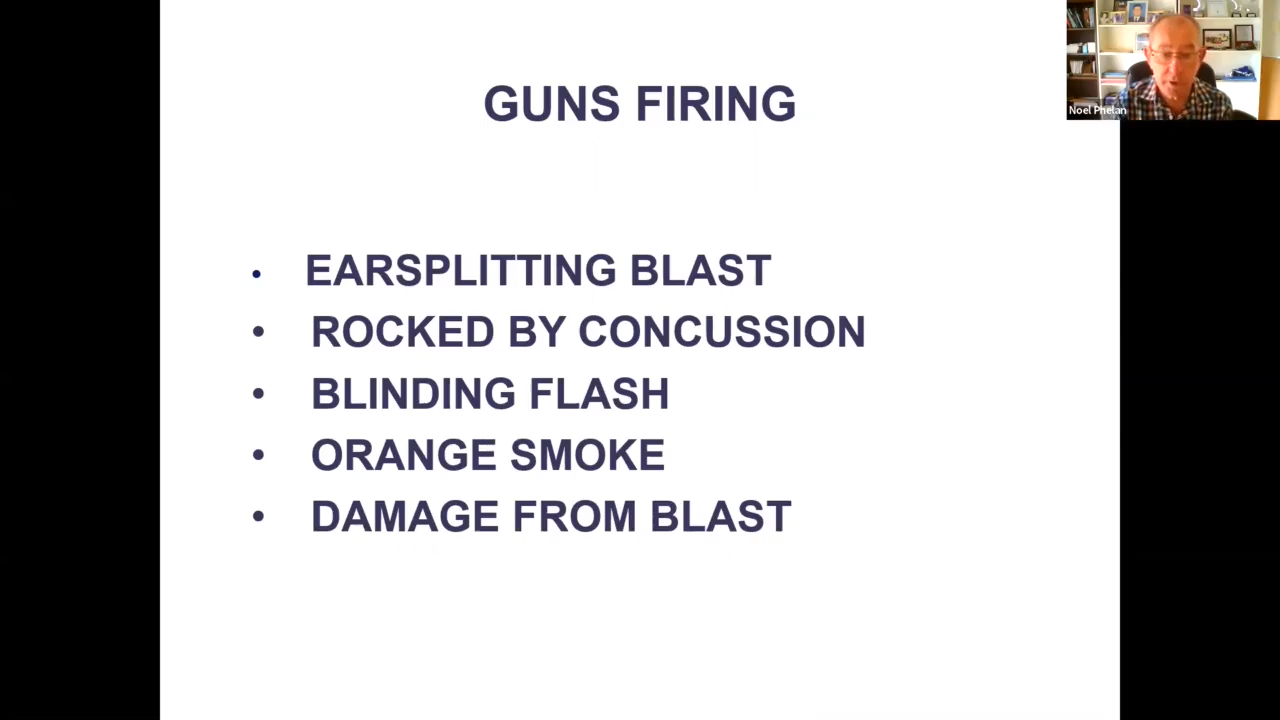 GUNS FIRING
Noel Phelan
• EARSPLITTING BLAST
• ROCKED BY CONCUSSION
• BLINDING FLASH
• ORANGE SMOKE
• DAMAGE FROM BLAST